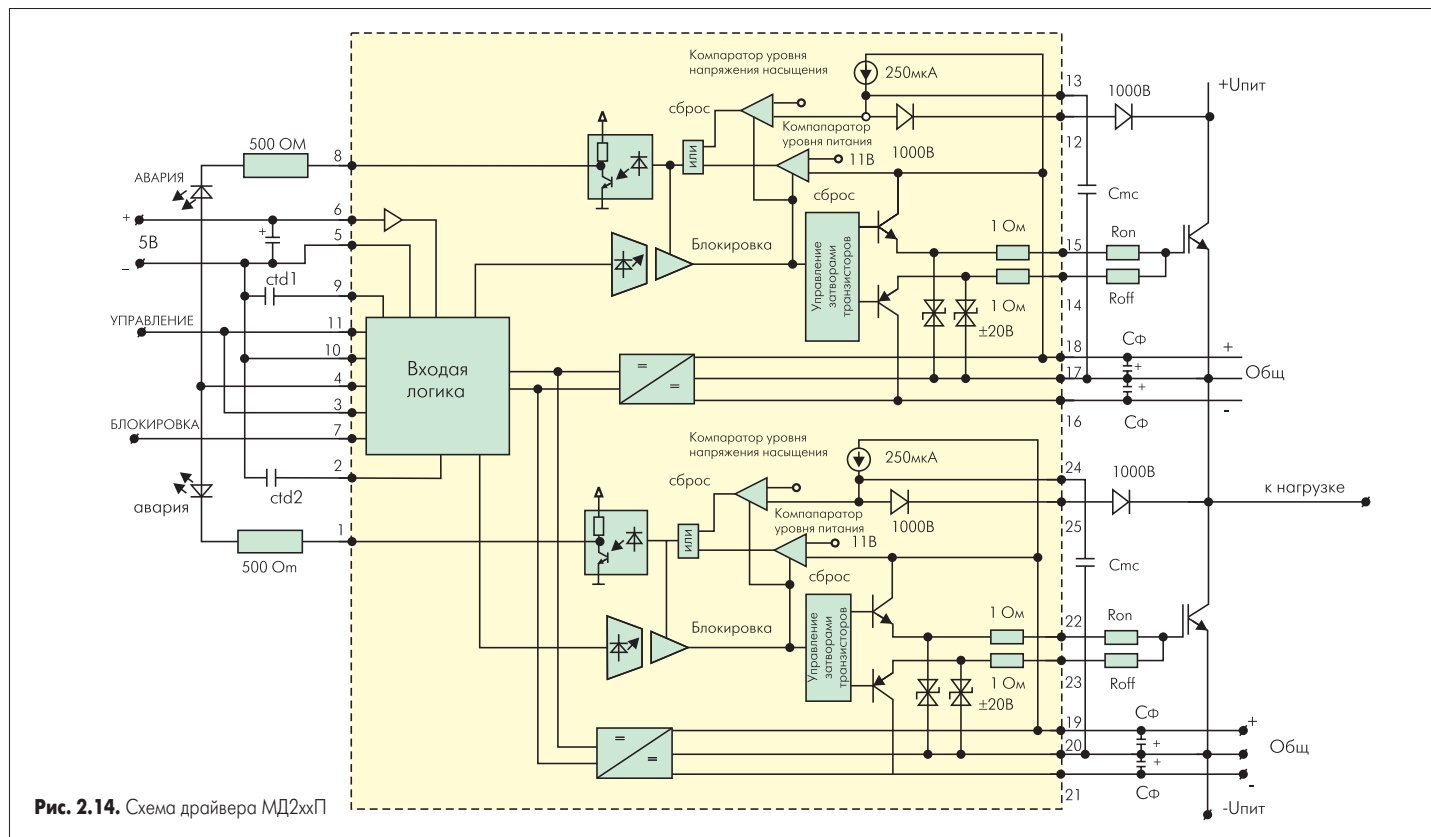 Компаратор уровня
напряжения насыщения
250мкА
13
1000В
+Uпит
сброс
Компапаратор
уровня питания
12
500 ОМ
8
или
11В
1000В
АВАРИЯ
сброс
Cmc
+
6
5В
5
+
–
Блокировка
Управление
затворами
транзисторов
1 Ом
15
Ron
ctd1
9
1 Ом
14
Roff
±20В
УПРАВЛЕНИЕ
11
10
Входая
логика
=
=
18
СФ
+
+
4
17
Общ
3
+
16
СФ
-
БЛОКИРОВКА
7
Компаратор уровня
напряжения насыщения
250мкА
24
1000В
2
ctd2
сброс
к нагрузке
авария
Компапаратор
уровня питания
1000В
25
1
или
11В
500 Om
сброс
Cmc
Блокировка
Управление
затворами
транзисторов
1 Ом
22
Ron
1 Ом
23
Roff
±20В
19
СФ
+
=
=
+
20
Общ
+
21
СФ
-
-Uпит
Рис. 2.14. Схема драйвера МД2ххП